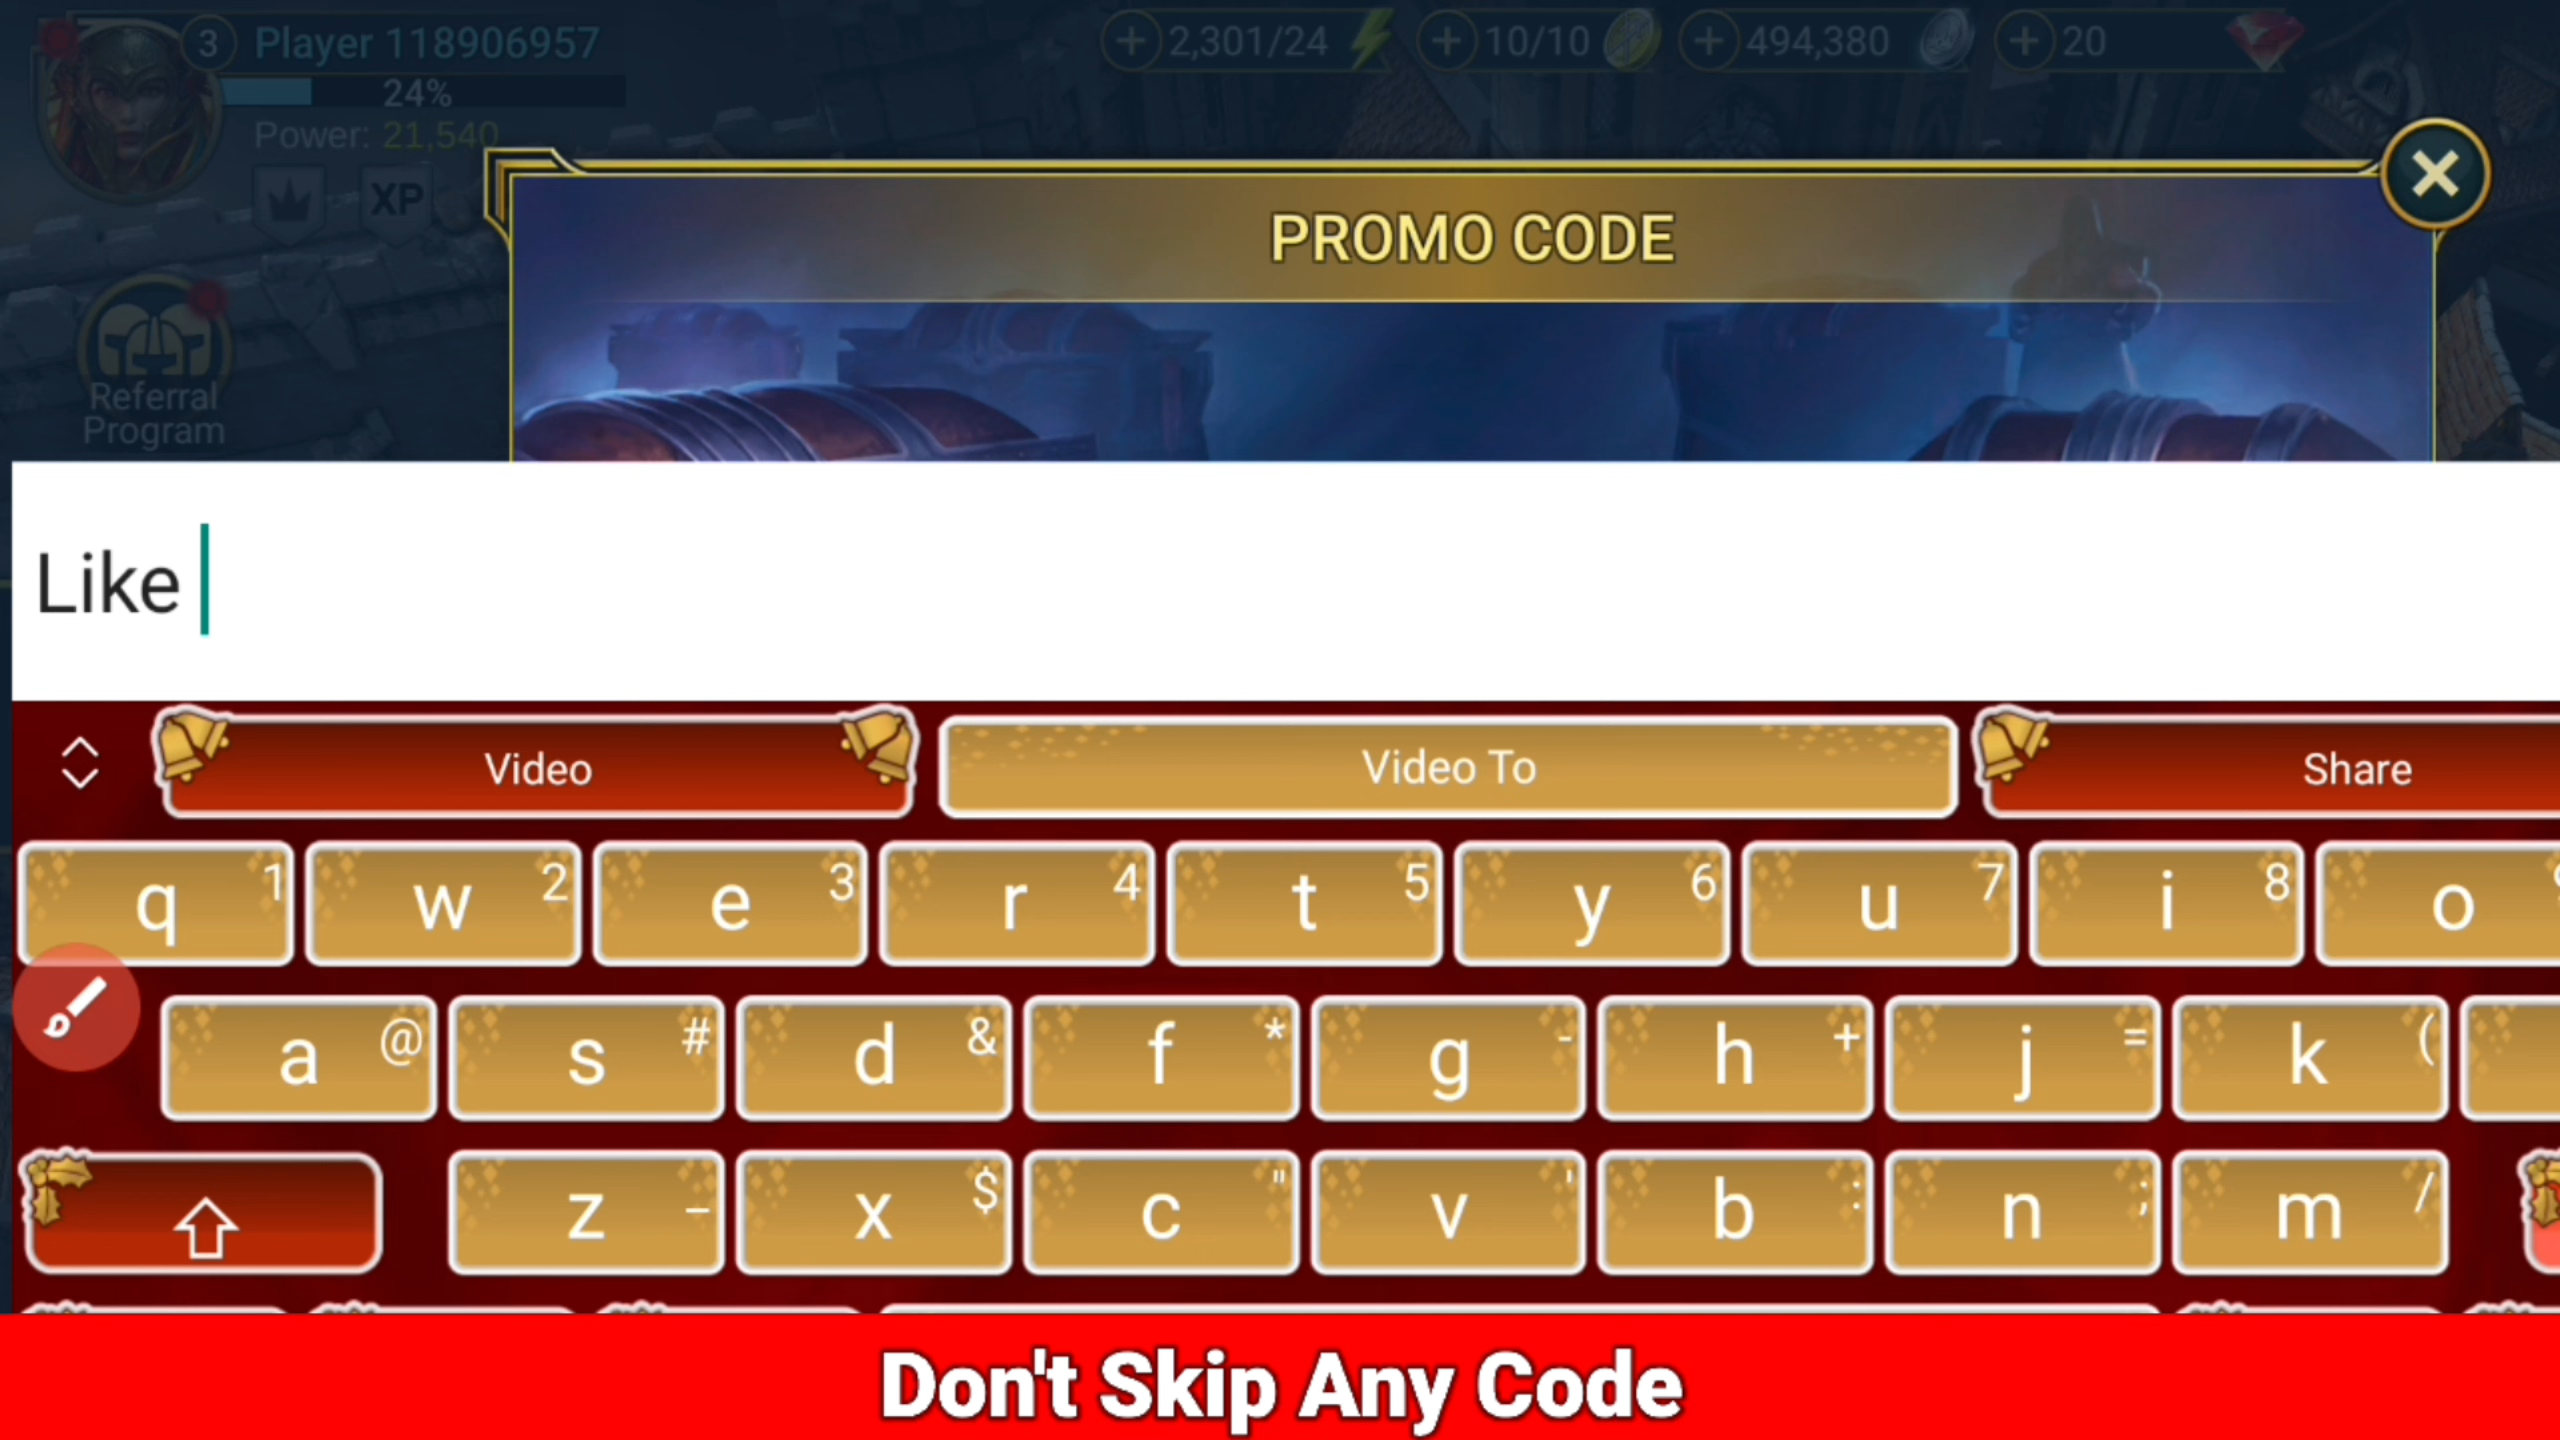 3 Player 118906957
2,301/24
10/10
494,380
20
24%
Power: 21,540
XP
PROMO CODE
Referral
Program
Like
Video
Video To
Share
q 1 w 2 e 3 r 4 t 5 y 6 u 7 i 8 o
a @ s # d & f * g - h + j = k (
z _ x $ c " v ' b : n ; m /
Don't Skip Any Code